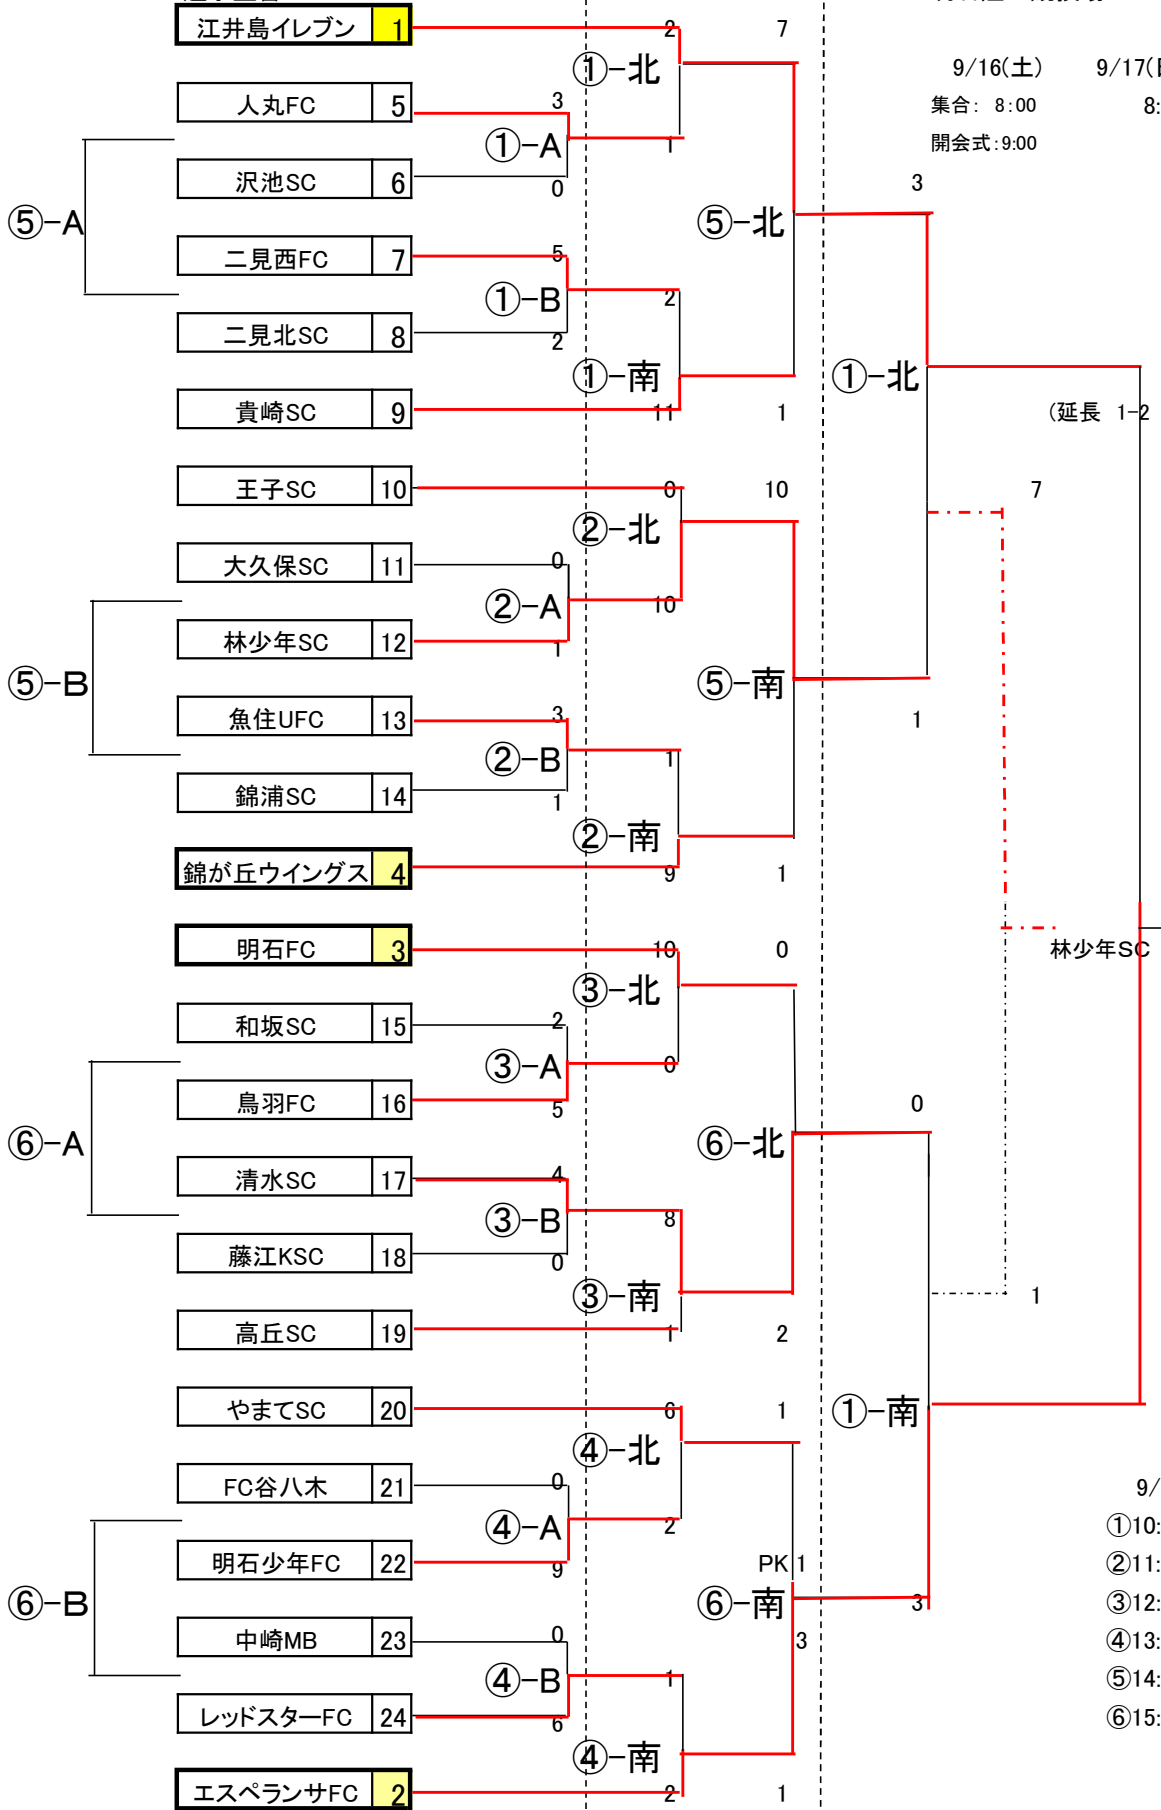 江井島イレブン 1 2 7
①-北
9/16(土) 9/17(
人丸FC 5 3
集合: 8:00 8:
①-A 1
開会式:9:00
沢池SC 6 0 3
⑤-A ⑤-北
二見西FC 7 5
①-B 2
二見北SC 8 2
①-南 ①-北
貴崎SC 9 11 1 (延長 1-2
王子SC 10 0 10 7
②-北
大久保SC 11 0
②-A 10
林少年SC 12 1
⑤-B ⑤-南
魚住UFC 13 3 1
②-B 1
錦浦SC 14 1
②-南
錦が丘ウイングス 4 9 1
明石FC 3 10 0 林少年SC
③-北
和坂SC 15 2
③-A 0
鳥羽FC 16 5 0
⑥-A ⑥-北
清水SC 17 4
③-B 8
藤江KSC 18 0
③-南 1
高丘SC 19 1 2
やまてSC 20 6 1 ①-南
④-北
FC谷八木 21 0 9/
④-A 2 ①10:
明石少年FC 22 9 PK 1 ②11:
⑥-B ⑥-南 3 ③12:
中崎MB 23 0 3 ④13:
④-B 1 ⑤14:
レッドスターFC 24 6 ⑥15:
④-南
エスペランサFC 2 2 1